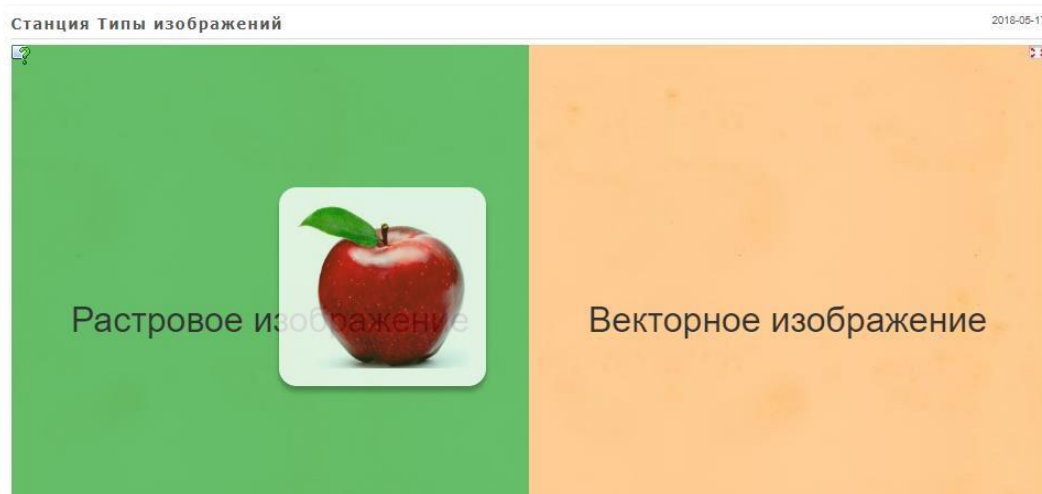 Станция Типы изображений
2018-05-17
Растровое изображение
Векторное изображение